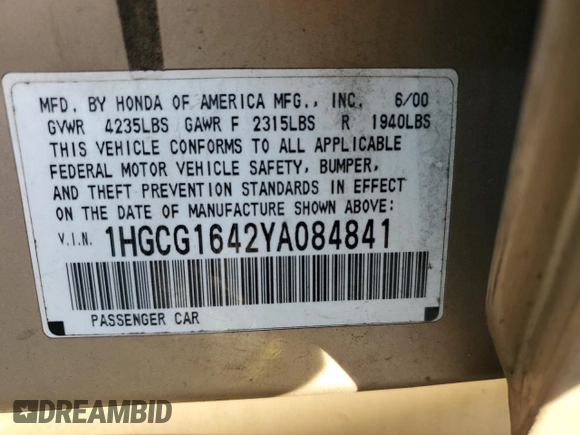 MFD. BY HONDA OF AMERICA MFG., INC. 6/00
GVWR 4235LBS GAWR F 2315LBS R 1940LBS
THIS VEHICLE CONFORMS TO ALL APPLICABLE
FEDERAL MOTOR VEHICLE SAFETY, BUMPER,
AND THEFT PREVENTION STANDARDS IN EFFECT
ON THE DATE OF MANUFACTURE SHOWN ABOVE:
V.I.N. 1HGCG1642YA084841
PASSENGER CAR
DREAMBID